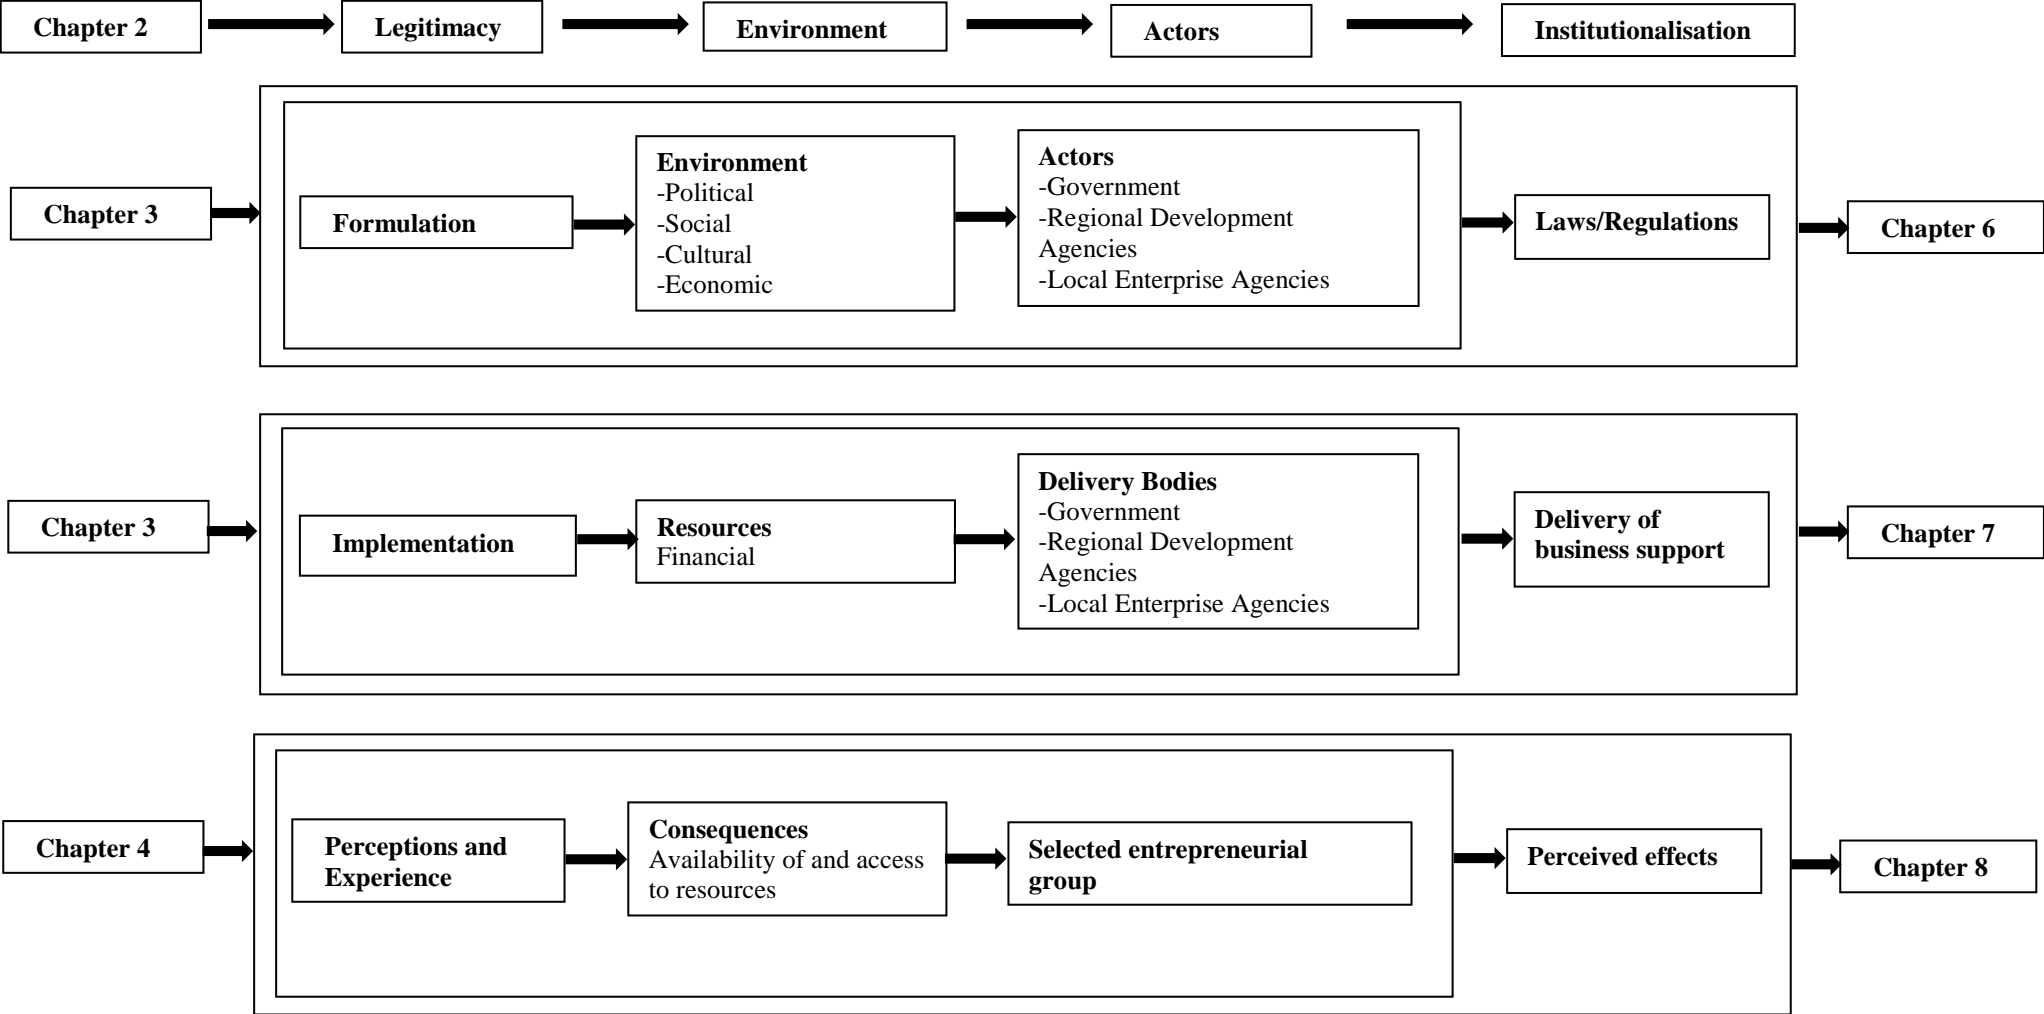 Chapter 2
Legitimacy
Environment
Actors
Institutionalisation
Chapter 3
Formulation
Environment
-Political
-Social
-Cultural
-Economic
Actors
-Government
-Regional Development
Agencies
-Local Enterprise Agencies
Laws/Regulations
Chapter 6
Chapter 3
Implementation
Resources
Financial
Delivery Bodies
-Government
-Regional Development
Agencies
-Local Enterprise Agencies
Delivery of
business support
Chapter 7
Chapter 4
Perceptions and
Experience
Consequences
Availability of and access
to resources
Selected entrepreneurial
group
Perceived effects
Chapter 8